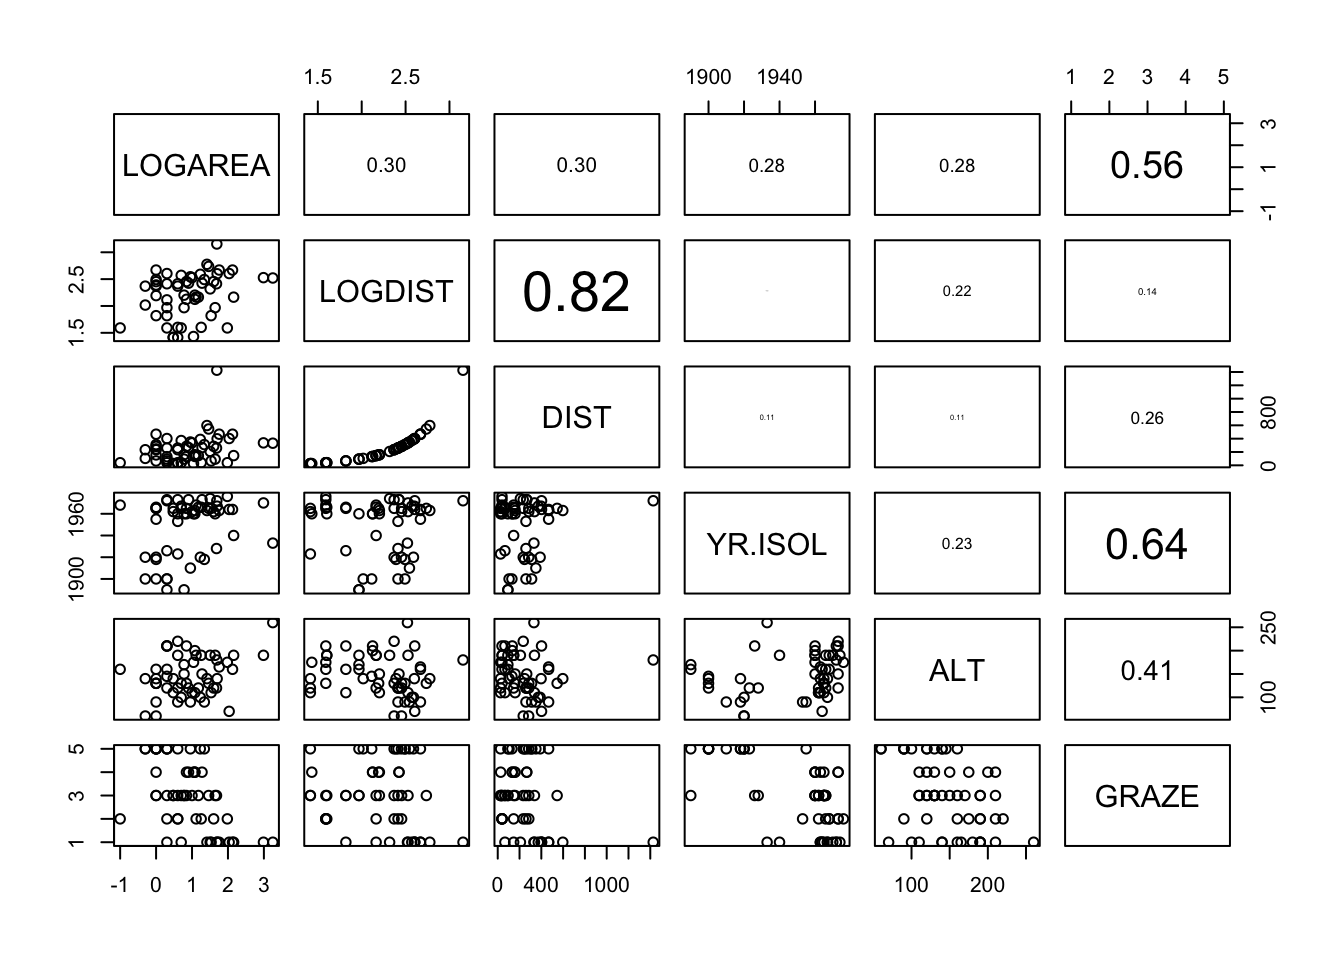 1.5 2.5 1900 1940 1 2 3 4 5
LOGAREA 0.30 0.30 0.28 0.28 0.56 -1 1 3
1.5 2.5 LOGDIST 0.82 0.22 0.14
DIST 0.11 0.11 0.26 0 800
1900 1960 YR.ISOL 0.23 0.64
ALT 0.41 100 250
1 3 5 GRAZE
-1 0 1 2 3 0 400 1000 100 200